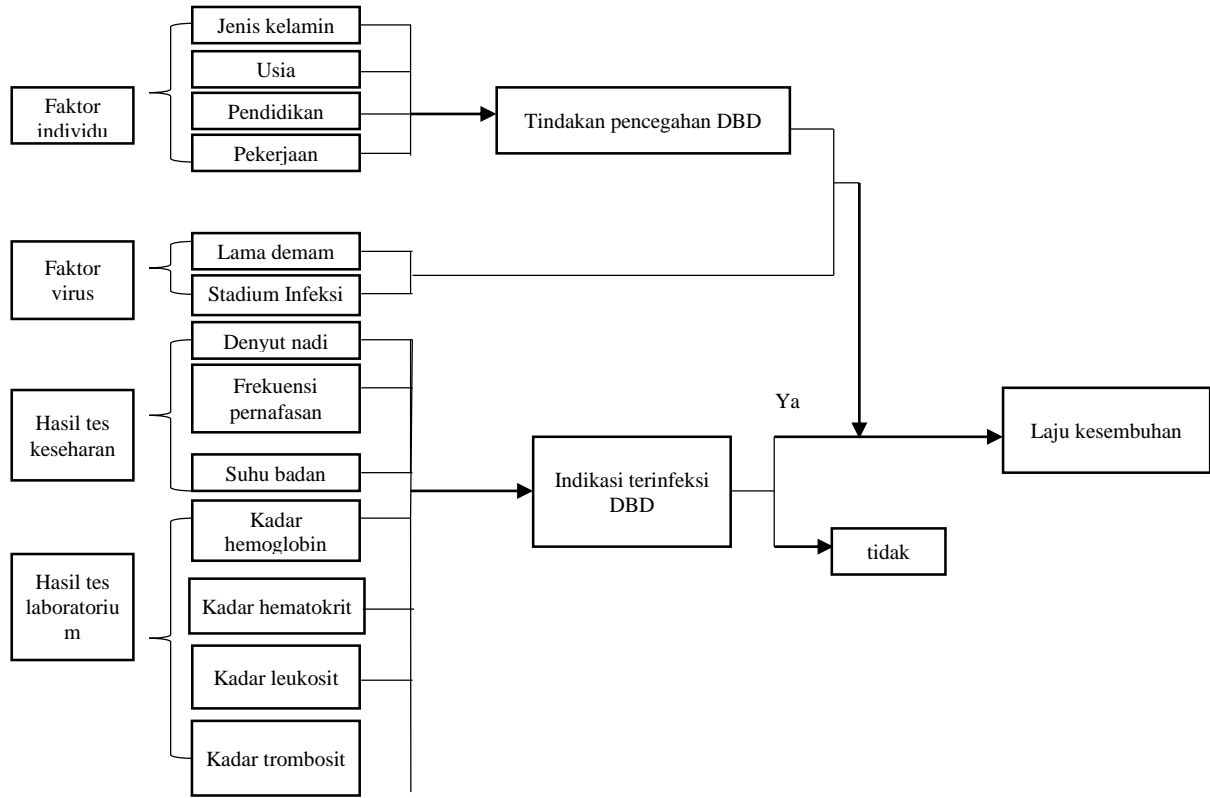 Jenis kelamin
Usia
Faktor
individu
Pendidikan
Pekerjaan
Tindakan pencegahan DBD
Faktor
virus
Lama demam
Stadium Infeksi
Hasil tes
keseharan
Denyut nadi
Frekuensi
pernafasan
Suhu badan
Hasil tes
laboratoriu
m
Kadar
hemoglobin
Kadar hematokrit
Kadar leukosit
Kadar trombosit
Indikasi terinfeksi
DBD
Ya
tidak
Laju kesembuhan